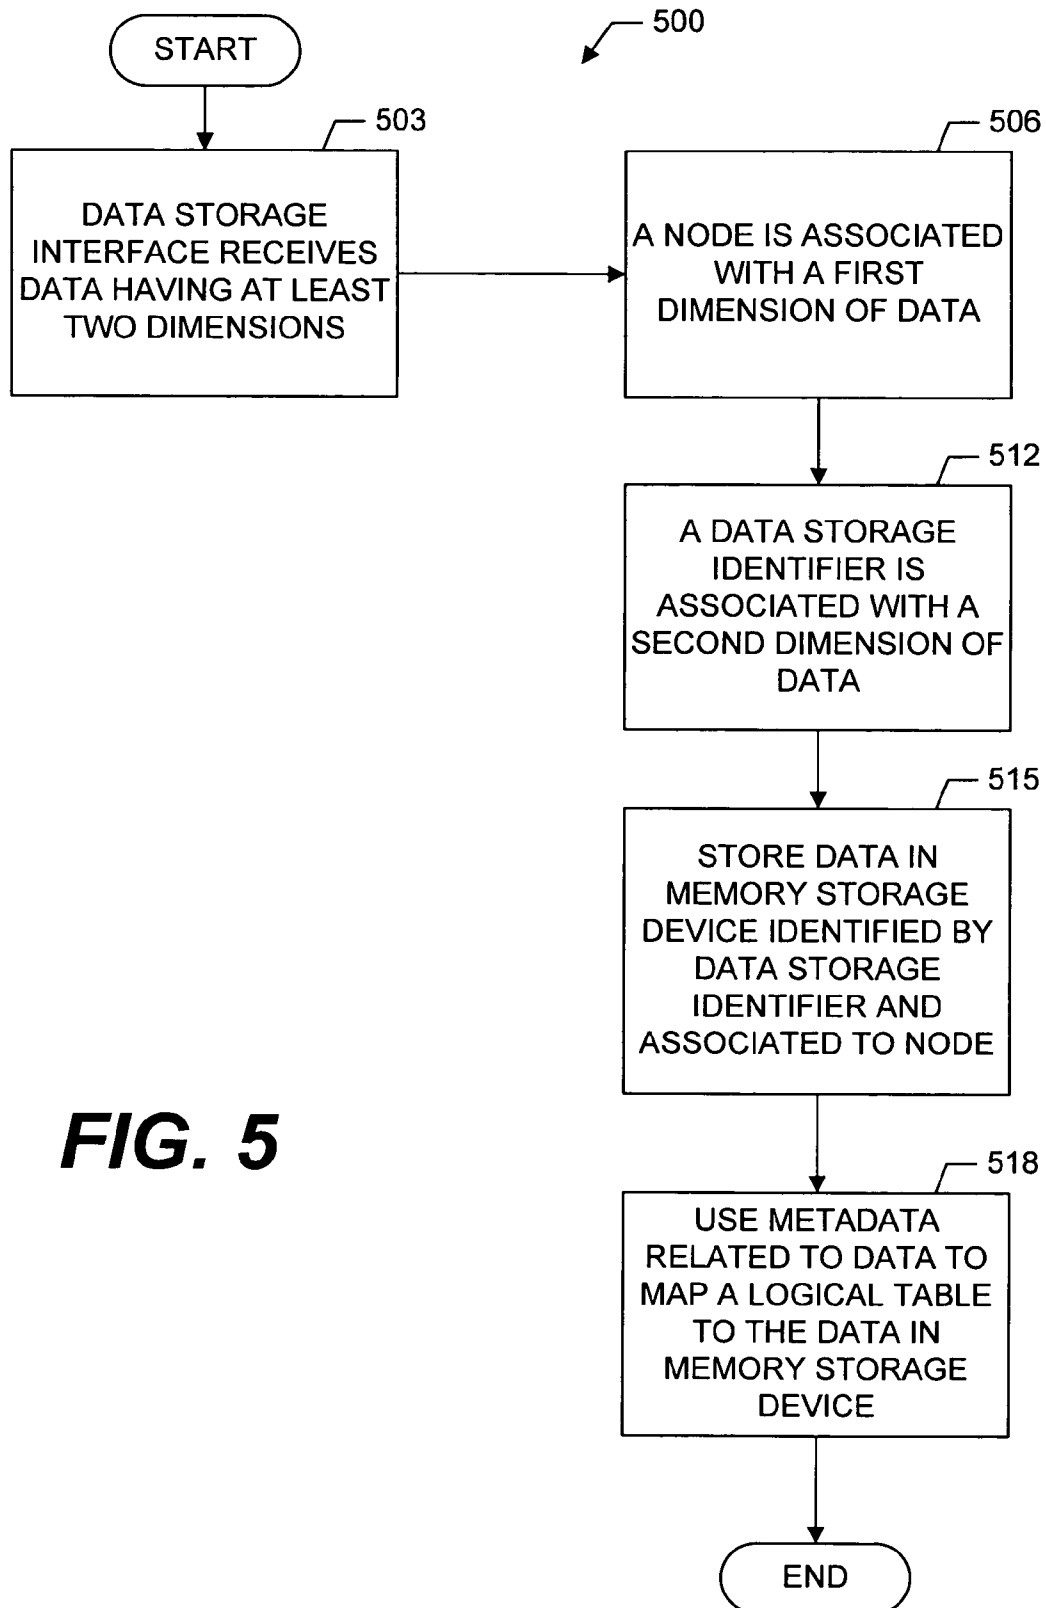 START
500
503
DATA STORAGE
INTERFACE RECEIVES
DATA HAVING AT LEAST
TWO DIMENSIONS
506
A NODE IS ASSOCIATED
WITH A FIRST
DIMENSION OF DATA
512
A DATA STORAGE
IDENTIFIER IS
ASSOCIATED WITH A
SECOND DIMENSION OF
DATA
515
STORE DATA IN
MEMORY STORAGE
DEVICE IDENTIFIED BY
DATA STORAGE
IDENTIFIER AND
ASSOCIATED TO NODE
518
USE METADATA
RELATED TO DATA TO
MAP A LOGICAL TABLE
TO THE DATA IN
MEMORY STORAGE
DEVICE
END
FIG. 5